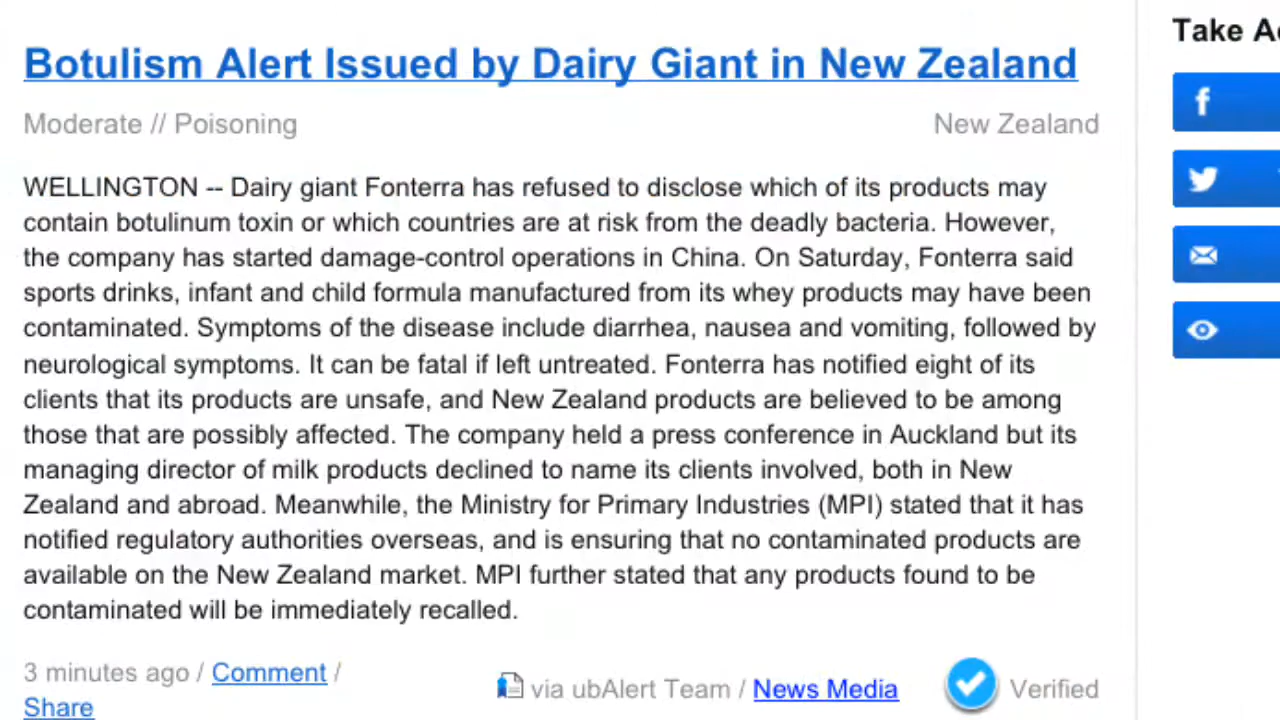 Botulism Alert Issued by Dairy Giant in New Zealand
Moderate // Poisoning
New Zealand
WELLINGTON -- Dairy giant Fonterra has refused to disclose which of its products may
contain botulinum toxin or which countries are at risk from the deadly bacteria. However,
the company has started damage-control operations in China. On Saturday, Fonterra said
sports drinks, infant and child formula manufactured from its whey products may have been
contaminated. Symptoms of the disease include diarrhea, nausea and vomiting, followed by
neurological symptoms. It can be fatal if left untreated. Fonterra has notified eight of its
clients that its products are unsafe, and New Zealand products are believed to be among
those that are possibly affected. The company held a press conference in Auckland but its
managing director of milk products declined to name its clients involved, both in New
Zealand and abroad. Meanwhile, the Ministry for Primary Industries (MPI) stated that it has
notified regulatory authorities overseas, and is ensuring that no contaminated products are
available on the New Zealand market. MPI further stated that any products found to be
contaminated will be immediately recalled.
3 minutes ago / Comment /
Share
via ubAlert Team / News Media
Verified
Take